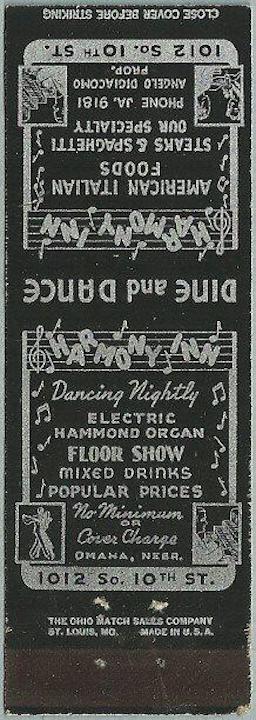 CLOSE COVER BEFORE STRIKING
1012 So. 10TH ST.
ANGELO DIGIACOMO
PROP.
PHONE JA. 9181
OUR SPECIALTY
STEAKS & SPAGHETTI
FOODS
AMERICAN ITALIAN
HARMONY INN
DINE and DANCE
HARMONY INN
Dancing Nightly
ELECTRIC
HAMMOND ORGAN
FLOOR SHOW
MIXED DRINKS
POPULAR PRICES
No Minimum
OR
Cover Charge
OMAHA, NEBR.
1012 So. 10TH ST.
THE OHIO MATCH SALES COMPANY
ST. LOUIS, MO. MADE IN U.S.A.